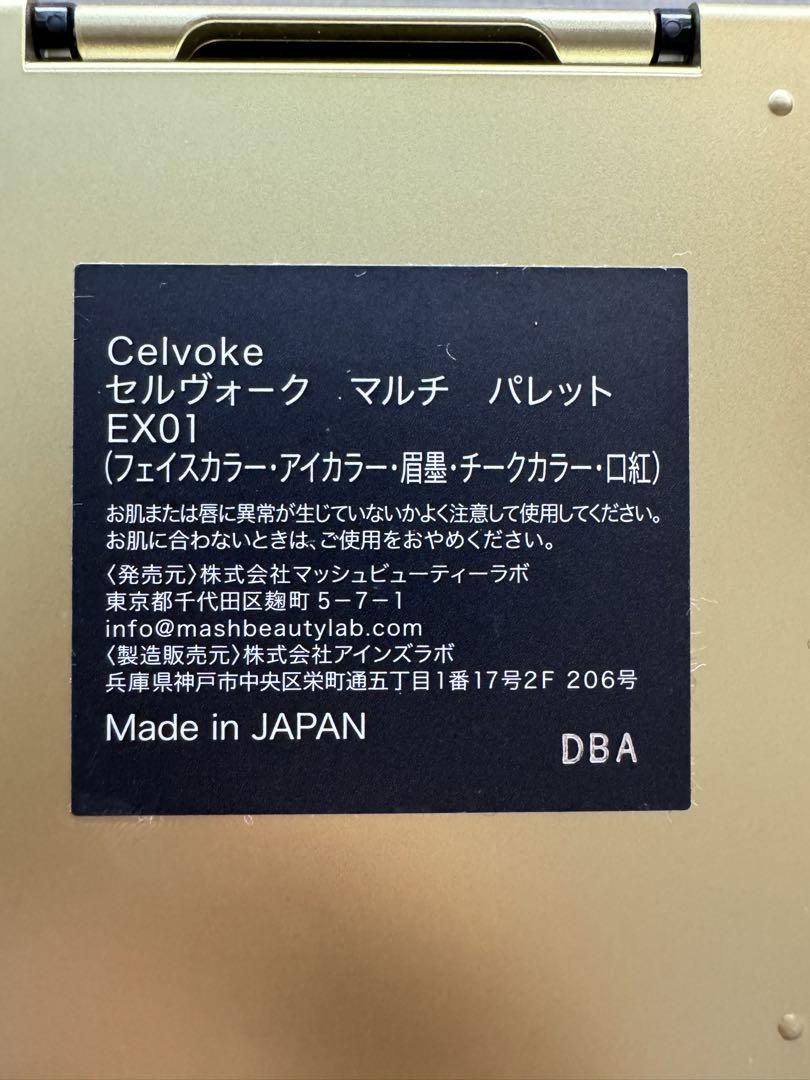 Celvoke
セルヴォーク マルチ パレット
EX01
(フェイスカラー・アイカラー・眉墨・チークカラー・口紅)
お肌または唇に異常が生じていないかよく注意して使用してください。
お肌に合わないときは、ご使用をおやめください。
〈発売元〉株式会社マッシュビューティーラボ
東京都千代田区麹町 5−7−1
info@mashbeautylab.com
〈製造販売元〉株式会社アインズラボ
兵庫県神戸市中央区栄町通五丁目1番17号2F 206号
Made in JAPAN
DBA